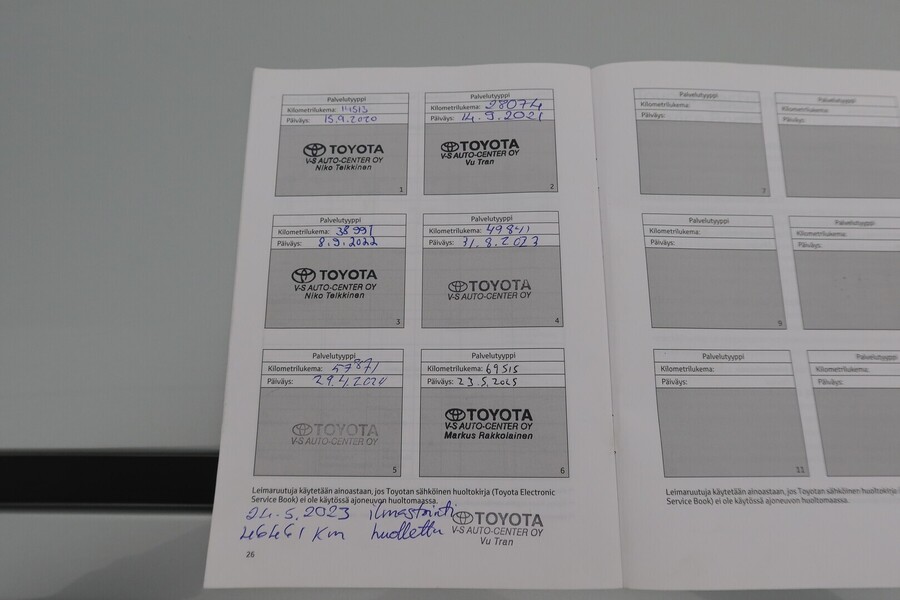 Palvelutyyppi
Kilometrilukema: 14513
Päiväys: 15.9.2020
TOYOTA
V-S AUTO-CENTER OY
Niko Teikkinen
1
Palvelutyyppi
Kilometrilukema: 28074
Päiväys: 14.9.2021
TOYOTA
V-S AUTO-CENTER OY
Vu Tran
2
Palvelutyyppi
Kilometrilukema: 38991
Päiväys: 8.9.2022
TOYOTA
V-S AUTO-CENTER OY
Niko Teikkinen
3
Palvelutyyppi
Kilometrilukema: 49841
Päiväys: 31.8.2023
TOYOTA
V-S AUTO-CENTER OY
4
Palvelutyyppi
Kilometrilukema: 57871
Päiväys: 29.4.2024
TOYOTA
V-S AUTO-CENTER OY
5
Palvelutyyppi
Kilometrilukema: 69515
Päiväys: 23.5.2025
TOYOTA
V-S AUTO-CENTER OY
Markus Rakkolainen
6
Leimaruutuja käytetään ainoastaan, jos Toyotan sähköinen huoltokirja (Toyota Electronic
Service Book) ei ole käytössä ajoneuvon huoltomaassa.
24.5.2023 ilmastointi
46461 km huollettu
TOYOTA
V-S AUTO-CENTER OY
Vu Tran
26
Palvelutyyppi
Kilometrilukema:
Päiväys:
7
Palvelutyyppi
Kilometrilukema:
Päiväys:
Palvelutyyppi
Kilometrilukema:
Päiväys:
9
Palvelutyyppi
Kilometrilukema:
Päiväys:
Palvelutyyppi
Kilometrilukema:
Päiväys:
11
Palvelutyyppi
Kilometrilukema:
Päiväys:
Leimaruutuja käytetään ainoastaan, jos Toyotan sähköinen huoltokirja
Service Book) ei ole käytössä ajoneuvon huoltomaassa.